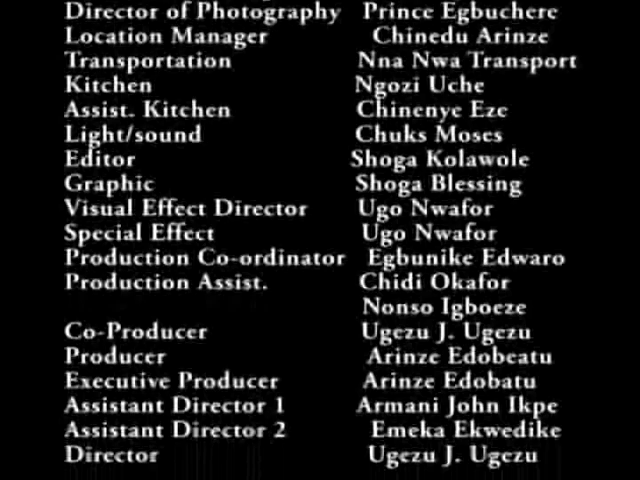 Director of Photography Prince Egbuchere
Location Manager Chinedu Arinze
Transportation Nna Nwa Transport
Kitchen Ngozi Uche
Assist. Kitchen Chinenye Eze
Light/sound Chuks Moses
Editor Shoga Kolawole
Graphic Shoga Blessing
Visual Effect Director Ugo Nwafor
Special Effect Ugo Nwafor
Production Co-ordinator Egbunike Edwaro
Production Assist. Chidi Okafor
Nonso Igboeze
Co-Producer Ugezu J. Ugezu
Producer Arinze Edobeatu
Executive Producer Arinze Edobatu
Assistant Director 1 Armani John Ikpe
Assistant Director 2 Emeka Ekwedike
Director Ugezu J. Ugezu